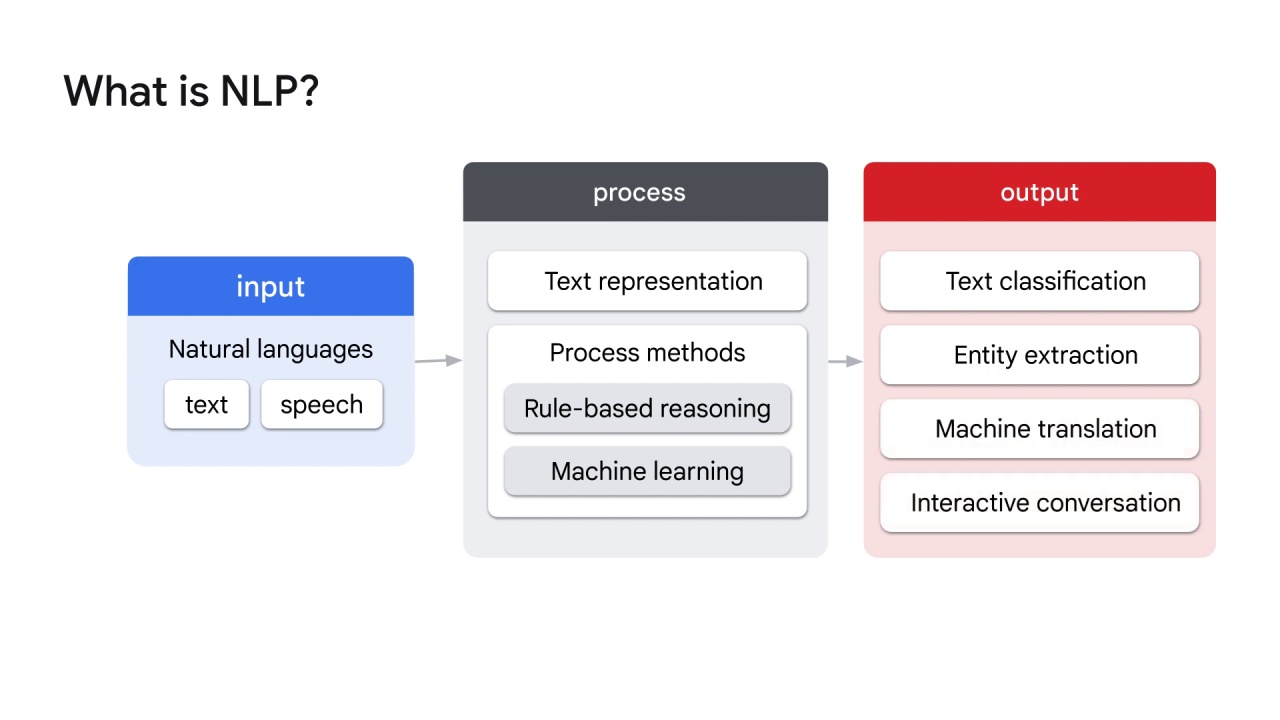 What is NLP?
input
Natural languages
text
speech
process
Text representation
Process methods
Rule-based reasoning
Machine learning
output
Text classification
Entity extraction
Machine translation
Interactive conversation